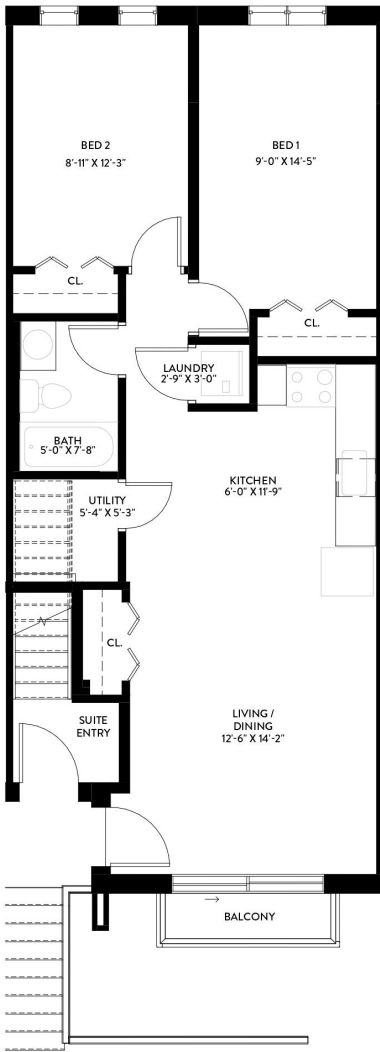 BED 2
8'-11" X 12'-3"
BED 1
9'-0" X 14'-5"
CL.
CL.
LAUNDRY
2'-9" X 3'-0"
BATH
5'-0" X 7'-8"
KITCHEN
6'-0" X 11'-9"
UTILITY
5'-4" X 5'-3"
CL.
SUITE
ENTRY
LIVING /
DINING
12'-6" X 14'-2"
BALCONY